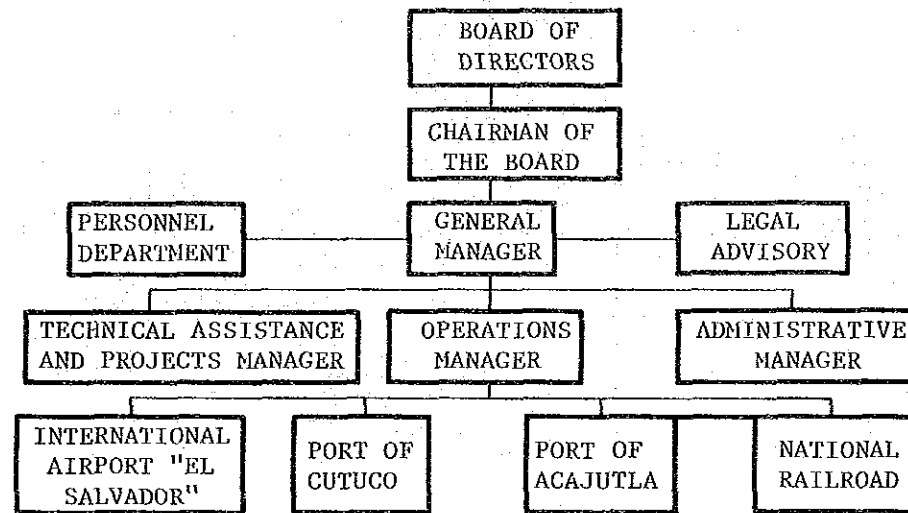 BOARD OF
DIRECTORS
CHAIRMAN OF
THE BOARD
PERSONNEL
DEPARTMENT
GENERAL
MANAGER
LEGAL
ADVISORY
TECHNICAL ASSISTANCE
AND PROJECTS MANAGER
OPERATIONS
MANAGER
ADMINISTRATIVE
MANAGER
INTERNATIONAL
AIRPORT "EL
SALVADOR"
PORT OF
CUTUCO
PORT OF
ACAJUTLA
NATIONAL
RAILROAD